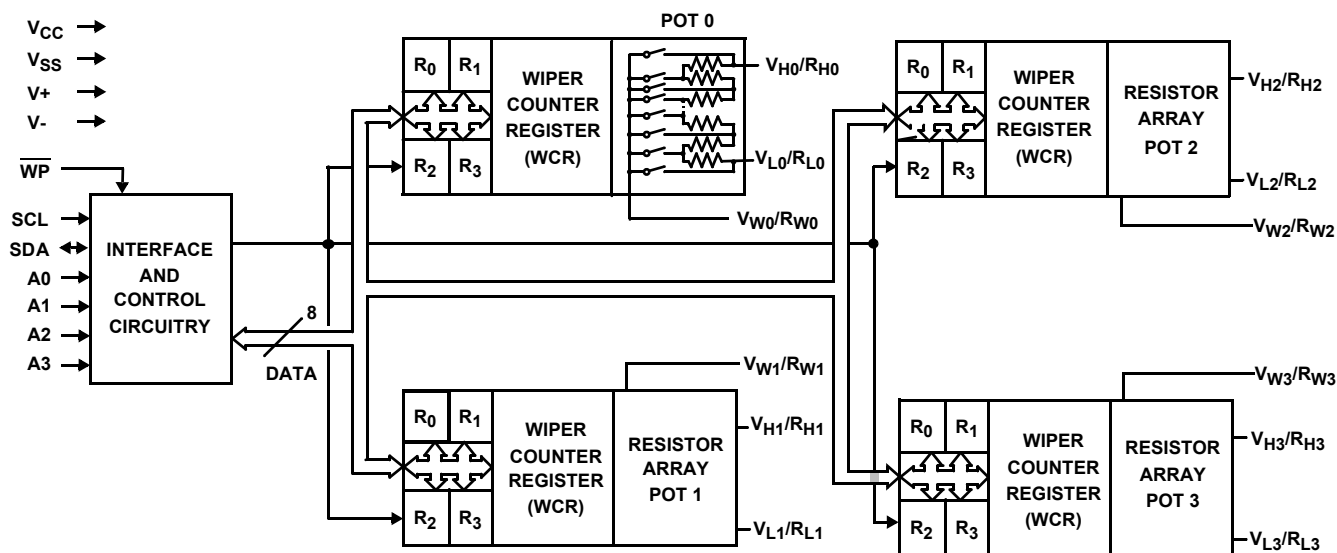 POT 0
V_CC
V_SS
V+
V-
WP
SCL
SDA
A0
A1
A2
A3
INTERFACE
AND
CONTROL
CIRCUITRY
8
DATA
R0 R1
R2 R3
WIPER
COUNTER
REGISTER
(WCR)
VH0/RH0
VL0/RL0
VW0/RW0
R0 R1
R2 R3
WIPER
COUNTER
REGISTER
(WCR)
RESISTOR
ARRAY
POT 2
VH2/RH2
VL2/RL2
VW2/RW2
VW1/RW1
R0 R1
R2 R3
WIPER
COUNTER
REGISTER
(WCR)
RESISTOR
ARRAY
POT 1
VH1/RH1
VL1/RL1
VW3/RW3
R0 R1
R2 R3
WIPER
COUNTER
REGISTER
(WCR)
RESISTOR
ARRAY
POT 3
VH3/RH3
VL3/RL3